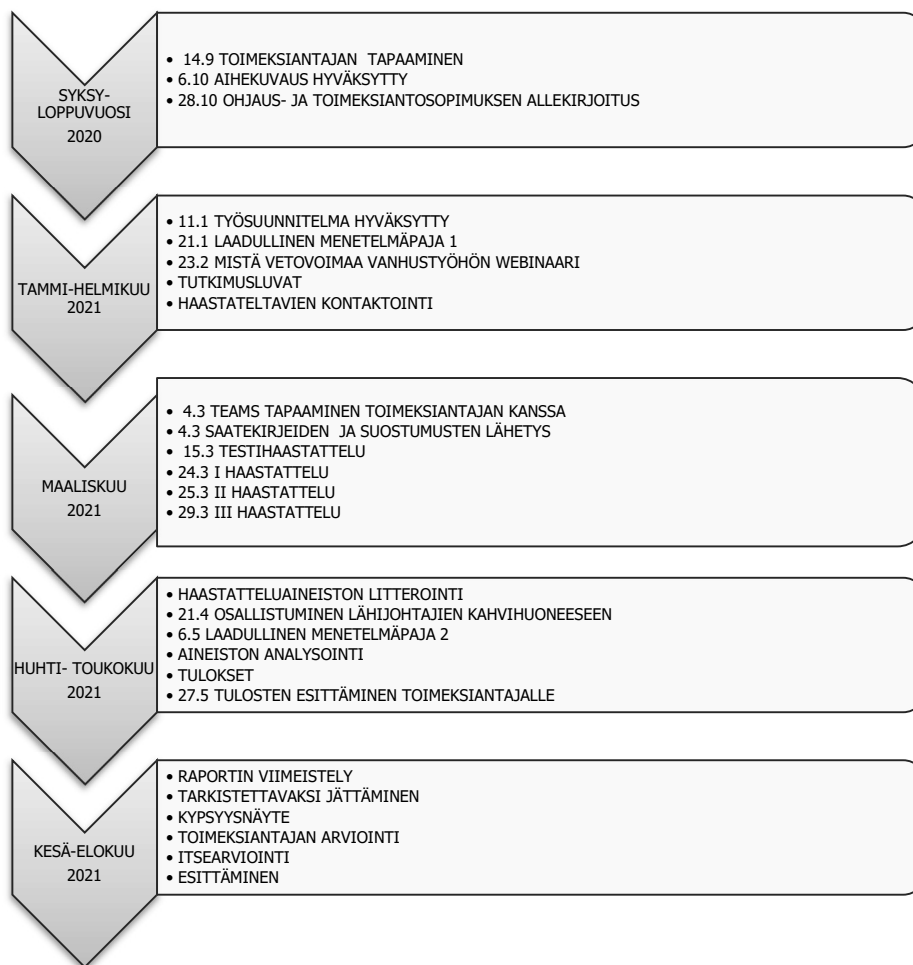 SYKSY-
LOPPUVUOSI
2020
• 14.9 TOIMEKSIANTAJAN TAPAAMINEN
• 6.10 AIHEKUVAUS HYVÄKSYTTY
• 28.10 OHJAUS- JA TOIMEKSIANTOSOPIMUKSEN ALLEKIRJOITUS
TAMMI-HELMIKUU
2021
• 11.1 TYÖSUUNNITELMA HYVÄKSYTTY
• 21.1 LAADULLINEN MENETELMÄPAJA 1
• 23.2 MISTÄ VETOVOIMAA VANHUSTYÖHÖN WEBINAARI
• TUTKIMUSLUVAT
• HAASTATELTAVIEN KONTAKTOINTI
MAALISKUU
2021
• 4.3 TEAMS TAPAAMINEN TOIMEKSIANTAJAN KANSSA
• 4.3 SAATEKIRJEIDEN JA SUOSTUMUSTEN LÄHETYS
• 15.3 TESTIHAASTATTELU
• 24.3 I HAASTATTELU
• 25.3 II HAASTATTELU
• 29.3 III HAASTATTELU
HUHTI- TOUKOKUU
2021
• HAASTATTELUAINEISTON LITTEROINTI
• 21.4 OSALLISTUMINEN LÄHIJOHTAJIEN KAHVIHUONEESEEN
• 6.5 LAADULLINEN MENETELMÄPAJA 2
• AINEISTON ANALYSOINTI
• TULOKSET
• 27.5 TULOSTEN ESITTÄMINEN TOIMEKSIANTAJALLE
KESÄ-ELOKUU
2021
• RAPORTIN VIIMEISTELY
• TARKISTETTAVAKSI JÄTTÄMINEN
• KYPSYYSNÄYTE
• TOIMEKSIANTAJAN ARVIOINTI
• ITSEARVIOINTI
• ESITTÄMINEN